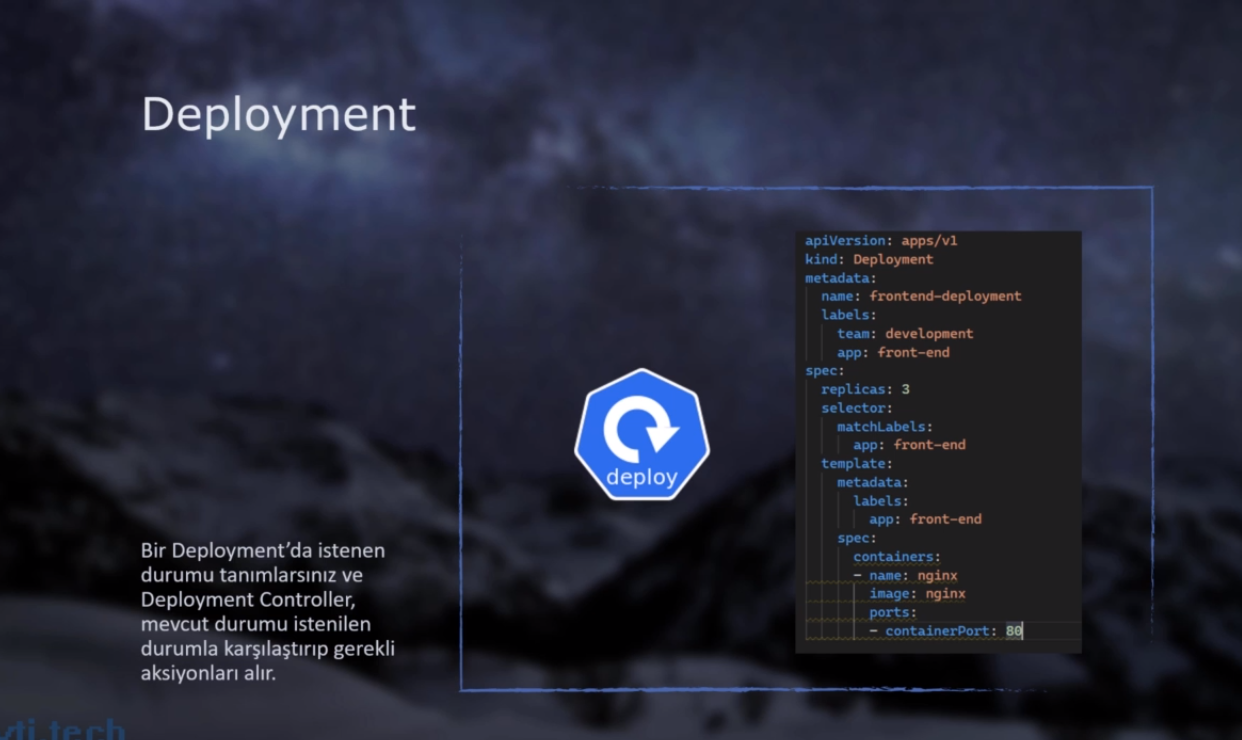 Deployment
Bir Deployment’da istenen
durumu tanımlarsınız ve
Deployment Controller,
mevcut durumu istenilen
durumla karşılaştırıp gerekli
aksiyonları alır.
deploy
apiVersion: apps/v1
kind: Deployment
metadata:
  name: frontend-deployment
  labels:
    team: development
    app: front-end
spec:
  replicas: 3
  selector:
    matchLabels:
      app: front-end
  template:
    metadata:
      labels:
        app: front-end
    spec:
      containers:
      - name: nginx
        image: nginx
        ports:
        - containerPort: 80
tech